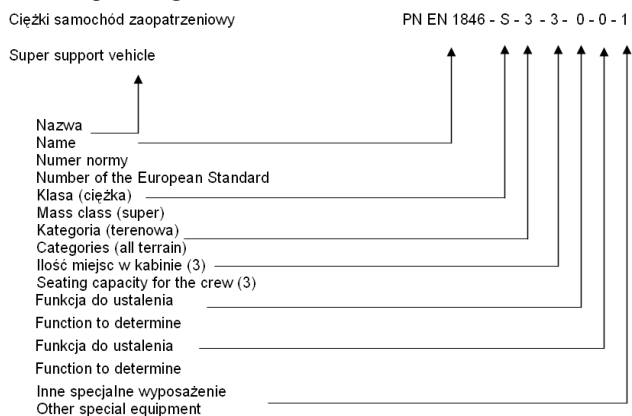 Ciężki samochód zaopatrzeniowy PN EN 1846 - S - 3 - 3 - 0 - 0 - 1
Super support vehicle
Nazwa
Name
Numer normy
Number of the European Standard
Klasa (ciężka)
Mass class (super)
Kategoria (terenowa)
Categories (all terrain)
Ilość miejsc w kabinie (3)
Seating capacity for the crew (3)
Funkcja do ustalenia
Function to determine
Funkcja do ustalenia
Function to determine
Inne specjalne wyposażenie
Other special equipment